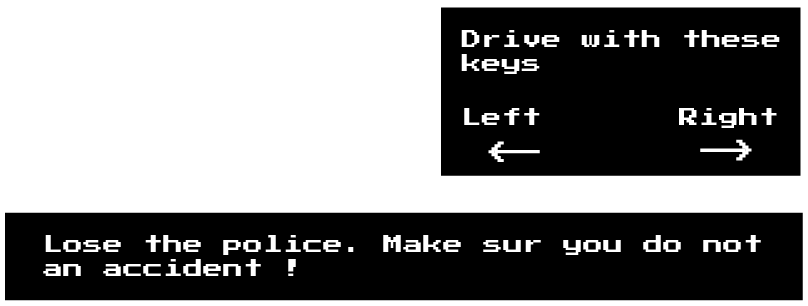 Drive with these
keys
Left Right
← →
Lose the police. Make sur you do not
an accident !